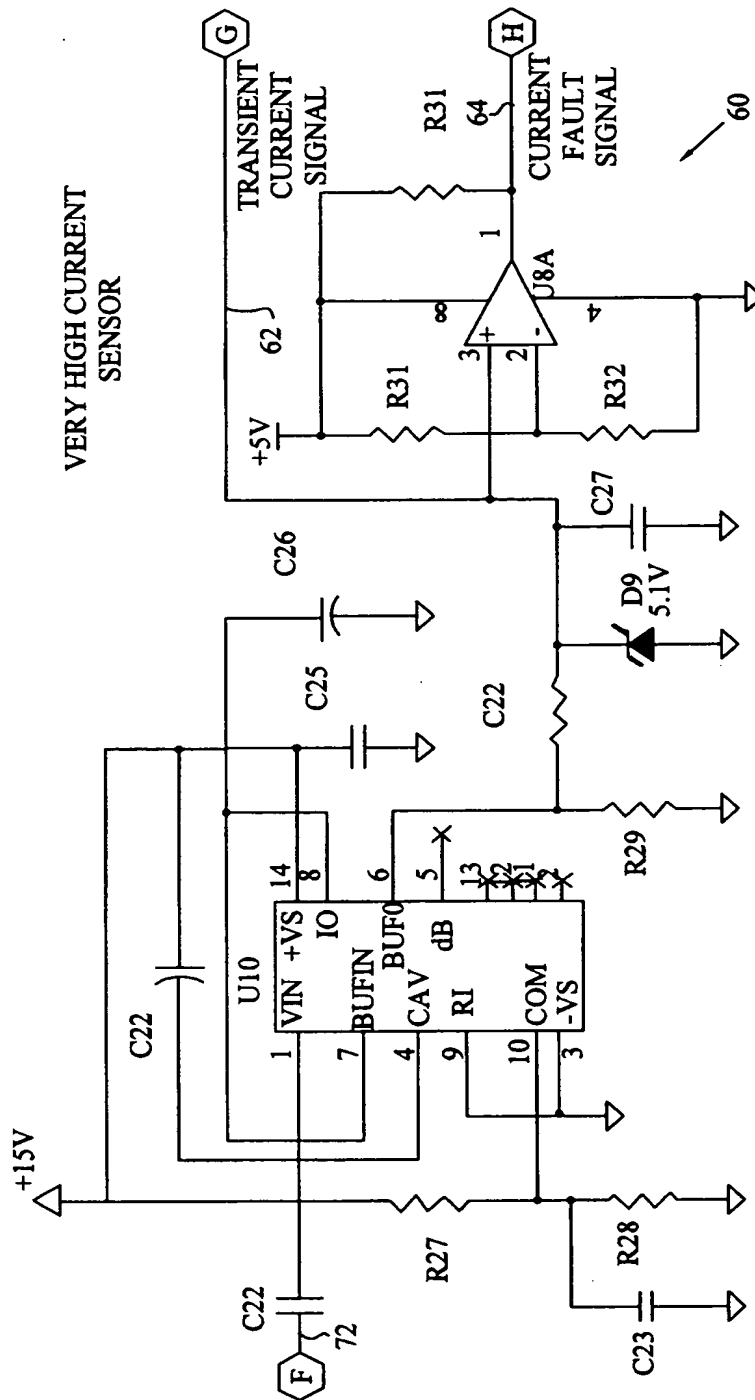 VERY HIGH CURRENT
SENSOR
+15V
F
72
C22
C22
R27
R28
C23
U10
VIN
+VS
IO
BUFIN
BUF0
CAV
dB
RI
COM
-VS
1
7
4
9
10
3
14
8
6
5
13
12
11
2
C25
C26
C22
R29
D9
5.1V
C27
+5V
R31
R32
3
+
2
-
8
4
1
U8A
R31
62
TRANSIENT
CURRENT
SIGNAL
G
64
CURRENT
FAULT
SIGNAL
H
60